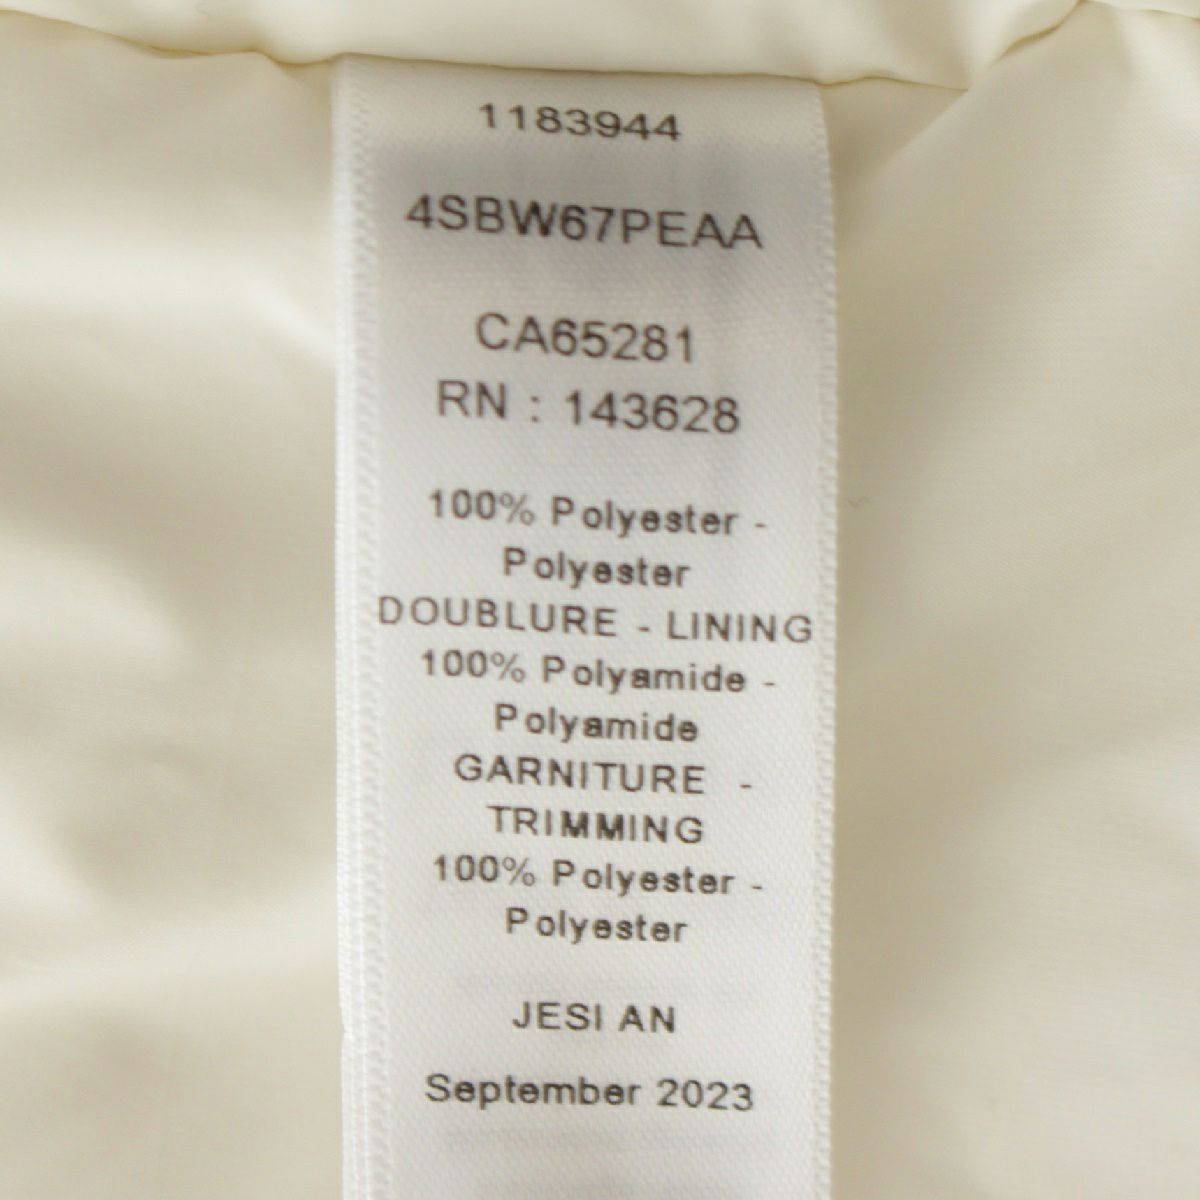 1183944
4SBW67PEAA
CA65281
RN : 143628
100% Polyester -
Polyester
DOUBLURE - LINING
100% Polyamide -
Polyamide
GARNITURE -
TRIMMING
100% Polyester -
Polyester
JESI AN
September 2023